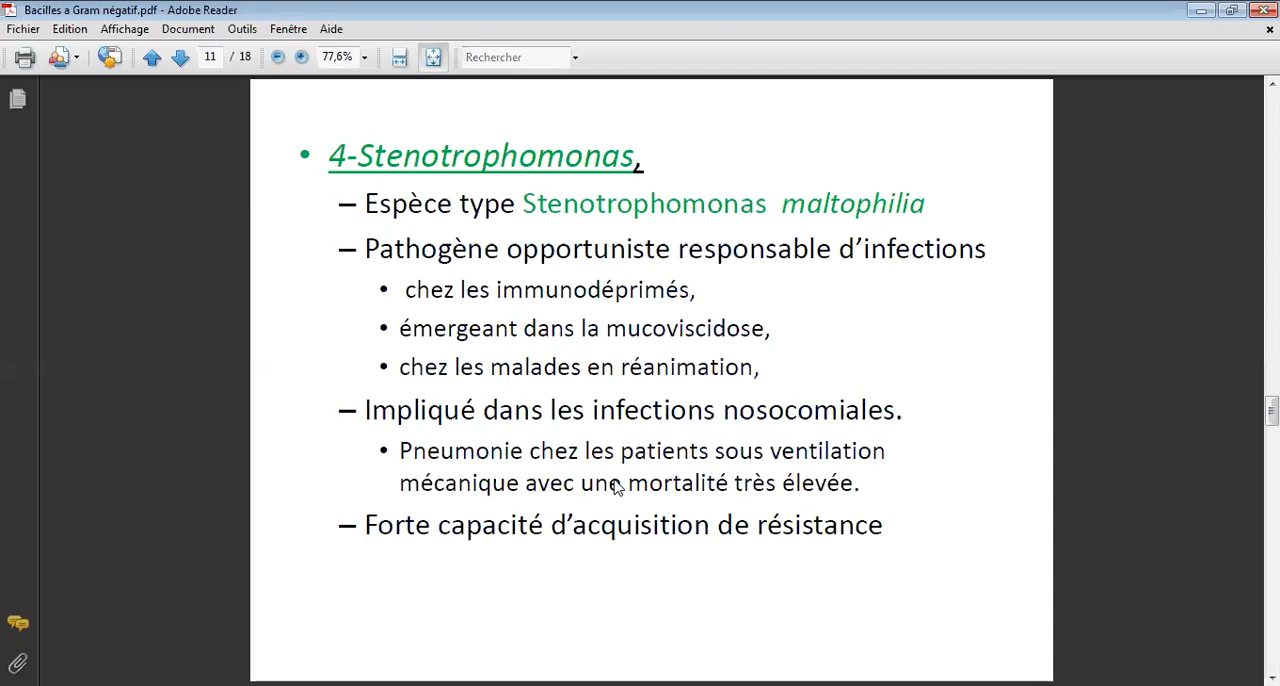 Bacilles a Gram négatif.pdf - Adobe Reader
Fichier Edition Affichage Document Outils Fenêtre Aide
11 / 18 77,6% Rechercher
• 4-Stenotrophomonas,
– Espèce type Stenotrophomonas maltophilia
– Pathogène opportuniste responsable d’infections
• chez les immunodéprimés,
• émergeant dans la mucoviscidose,
• chez les malades en réanimation,
– Impliqué dans les infections nosocomiales.
• Pneumonie chez les patients sous ventilation
mécanique avec une mortalité très élevée.
– Forte capacité d’acquisition de résistance